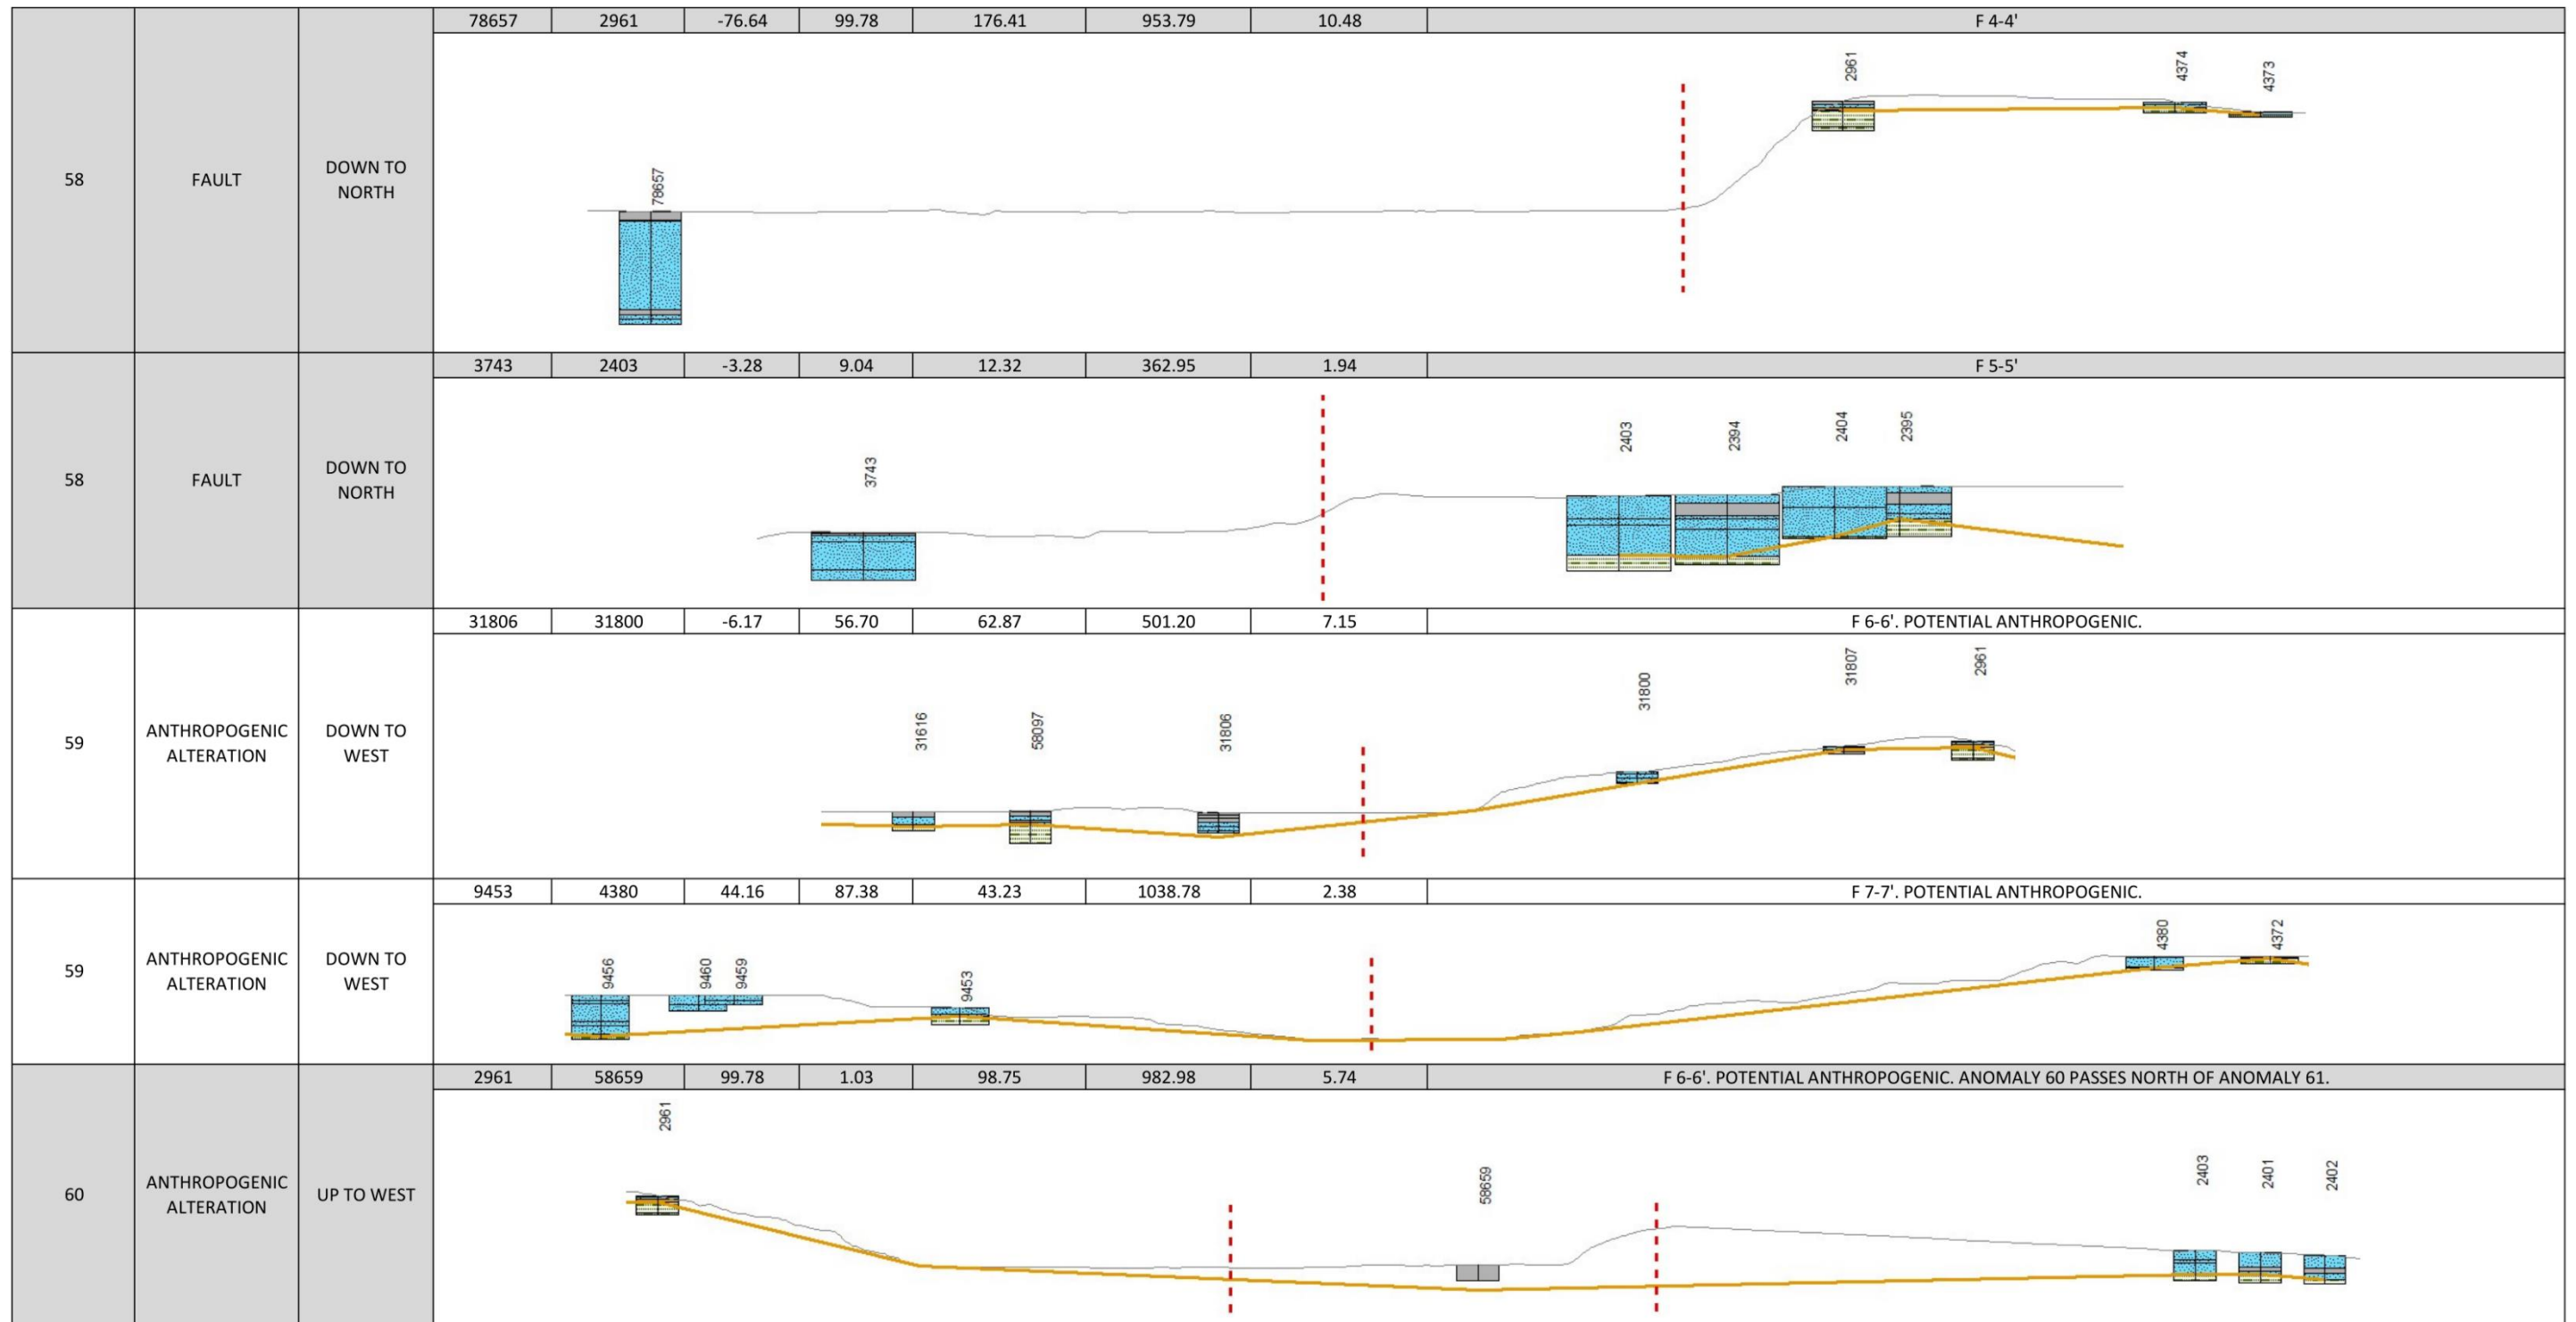 78657 2961 -76.64 99.78 176.41 953.79 10.48 F 4-4'
58 FAULT DOWN TO
NORTH
78657
2961
4374
4373
3743 2403 -3.28 9.04 12.32 362.95 1.94 F 5-5'
58 FAULT DOWN TO
NORTH
3743
2403
2394
2404
2395
31806 31800 -6.17 56.70 62.87 501.20 7.15 F 6-6'. POTENTIAL ANTHROPOGENIC.
59 ANTHROPOGENIC
ALTERATION
DOWN TO
WEST
31616
58097
31806
31800
31807
2961
9453 4380 44.16 87.38 43.23 1038.78 2.38 F 7-7'. POTENTIAL ANTHROPOGENIC.
59 ANTHROPOGENIC
ALTERATION
DOWN TO
WEST
9456
9460
9459
9453
4380
4372
2961 58659 99.78 1.03 98.75 982.98 5.74 F 6-6'. POTENTIAL ANTHROPOGENIC. ANOMALY 60 PASSES NORTH OF ANOMALY 61.
60 ANTHROPOGENIC
ALTERATION
UP TO WEST
2961
58659
2403
2401
2402